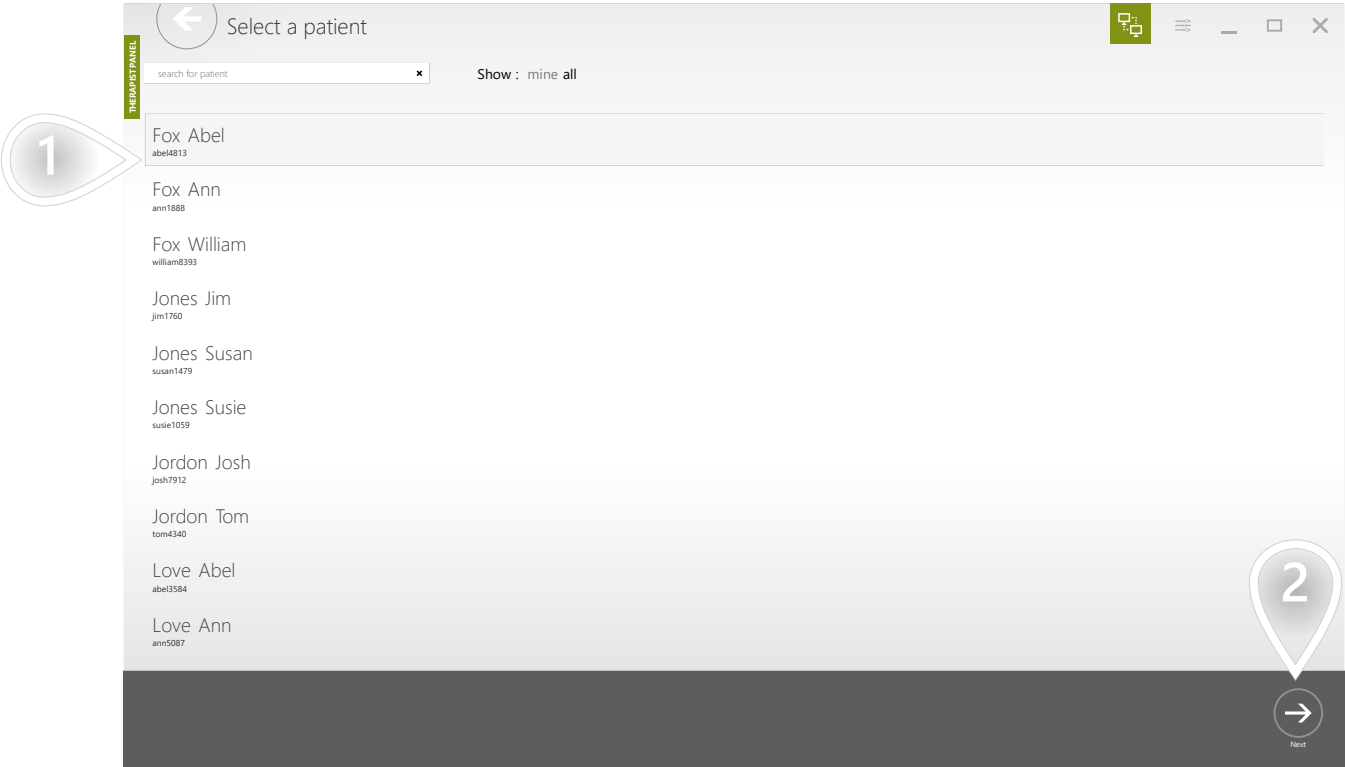 Select a patient
THERAPIST PANEL
search for patient
Show : mine all
1
Fox Abel
abel4813
Fox Ann
ann1888
Fox William
william8393
Jones Jim
jim1760
Jones Susan
susan1479
Jones Susie
susie1059
Jordon Josh
josh7912
Jordon Tom
tom4340
Love Abel
abel3584
Love Ann
ann5087
2
Next